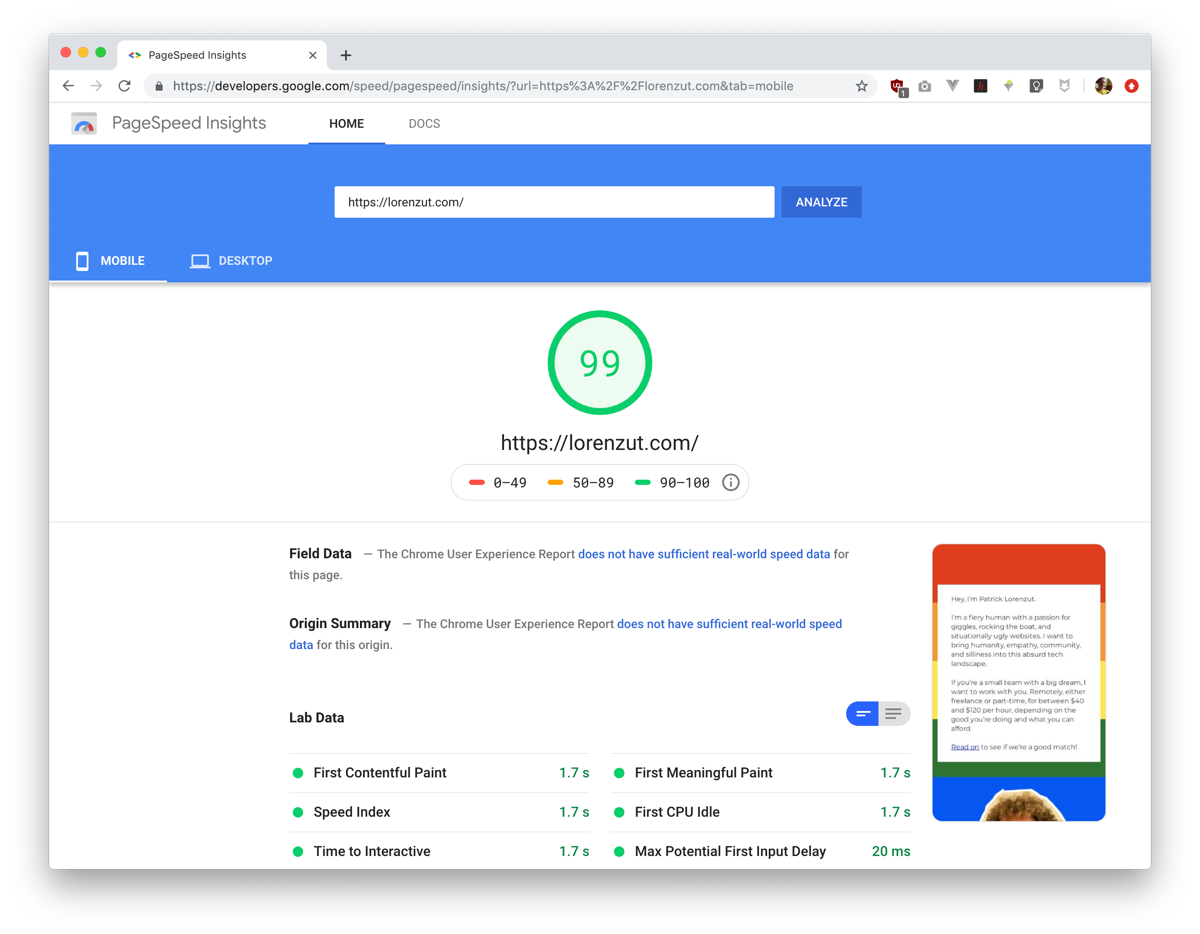 PageSpeed Insights
https://developers.google.com/speed/pagespeed/insights/?url=https%3A%2F%2Florenzut.com&tab=mobile
1
PageSpeed Insights HOME DOCS
https://lorenzut.com/ ANALYZE
MOBILE DESKTOP
99
https://lorenzut.com/
0–49 50–89 90–100
Field Data — The Chrome User Experience Report does not have sufficient real-world speed data for
this page.
Origin Summary — The Chrome User Experience Report does not have sufficient real-world speed
data for this origin.
Hey, I'm Patrick Lorenzut.
I'm a fiery human with a passion for
giggles, rocking the boat, and
situationally ugly websites. I want to
bring humanity, empathy, community,
and silliness into this absurd tech
landscape.
If you're a small team with a big dream, I
want to work with you. Remotely, either
freelance or part-time, for between $40
and $120 per hour, depending on the
good you're doing and what you can
afford.
Read on to see if we're a good match!
Lab Data
First Contentful Paint 1.7 s
First Meaningful Paint 1.7 s
Speed Index 1.7 s
First CPU Idle 1.7 s
Time to Interactive 1.7 s
Max Potential First Input Delay 20 ms